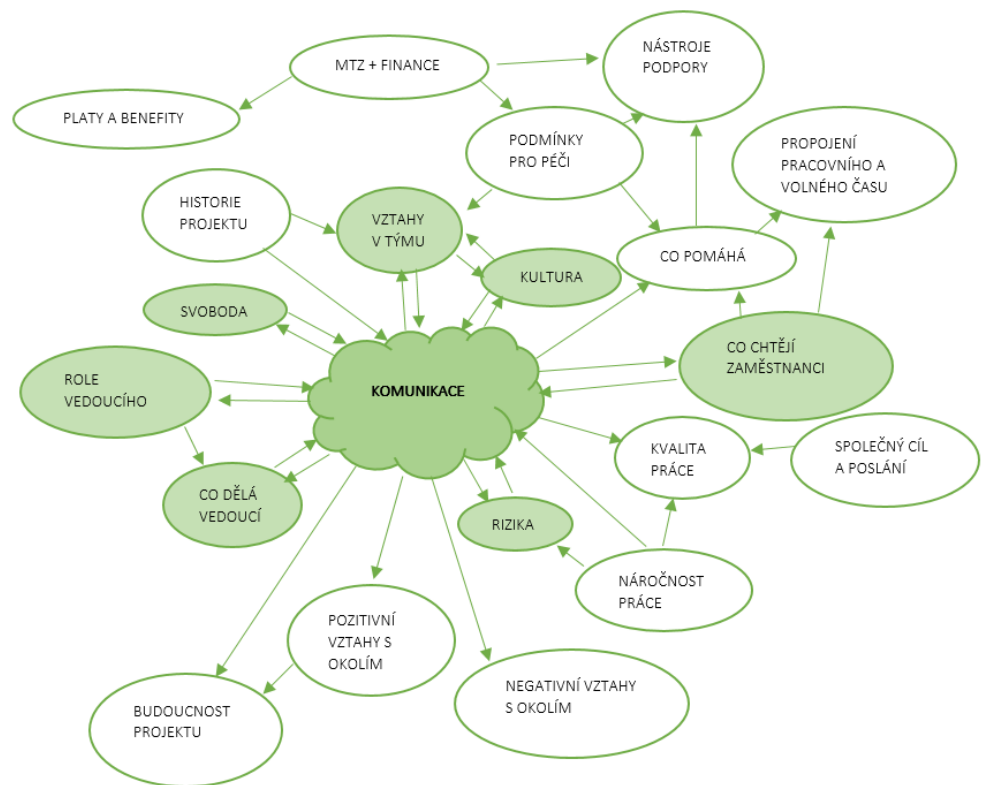 NÁSTROJE
PODPORY
MTZ + FINANCE
PLATY A BENEFITY
PODMÍNKY
PRO PÉČI
PROPOJENÍ
PRACOVNÍHO A
VOLNÉHO ČASU
HISTORIE
PROJEKTU
VZTAHY
V TÝMU
CO POMÁHÁ
KULTURA
SVOBODA
CO CHTĚJÍ
ZAMĚSTNANCI
ROLE
VEDOUCÍHO
KOMUNIKACE
KVALITA
PRÁCE
SPOLEČNÝ CÍL
A POSLÁNÍ
CO DĚLÁ
VEDOUCÍ
RIZIKA
NÁROČNOST
PRÁCE
POZITIVNÍ
VZTAHY S
OKOLÍM
NEGATIVNÍ VZTAHY
S OKOLÍM
BUDOUCNOST
PROJEKTU